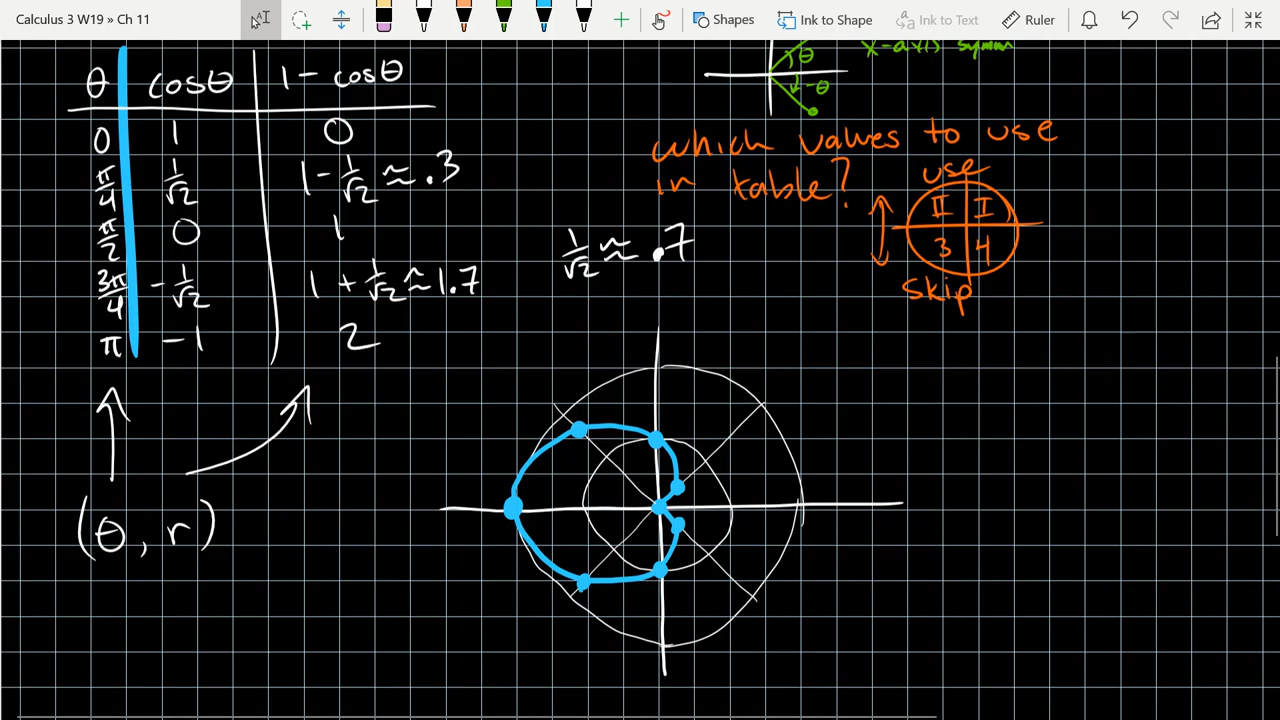 Calculus 3 W19 » Ch 11
Shapes
Ink to Shape
Ink to Text
Ruler
θ cosθ 1 - cosθ
0 1 0
π/4 1/√2 1 - 1/√2 ≈ .3
π/2 0 1
3π/4 -1/√2 1 + 1/√2 ≈ 1.7
π -1 2
(θ, r)
1/√2 ≈ .7
x-axis symm
θ
-θ
which values to use
in table?
use
II I
3 4
skip